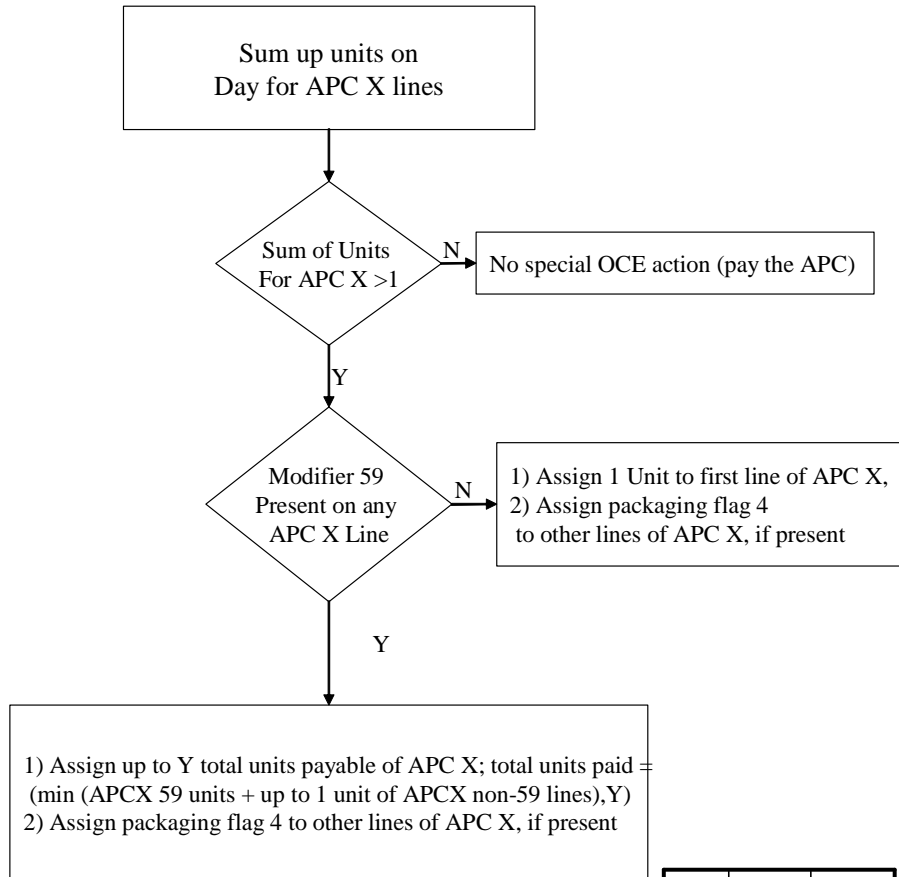 Sum up units on
Day for APC X lines
Sum of Units
For APC X >1
N
No special OCE action (pay the APC)
Y
Modifier 59
Present on any
APC X Line
N
1) Assign 1 Unit to first line of APC X,
2) Assign packaging flag 4
to other lines of APC X, if present
Y
1) Assign up to Y total units payable of APC X; total units paid =
(min (APCX 59 units + up to 1 unit of APCX non-59 lines),Y)
2) Assign packaging flag 4 to other lines of APC X, if present